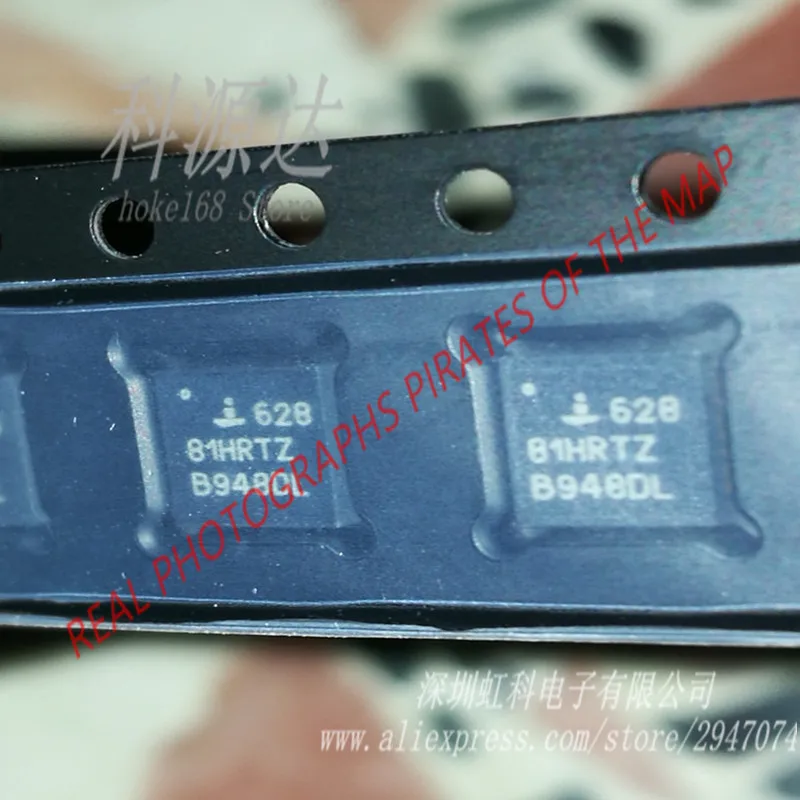 科源达
hoke168 Store
REAL PHOTOGRAPHS PIRATES OF THE MAP
628
81HRTZ
B948DL
628
81HRTZ
B948DL
深圳虹科电子有限公司
www.aliexpress.com/store/2947074